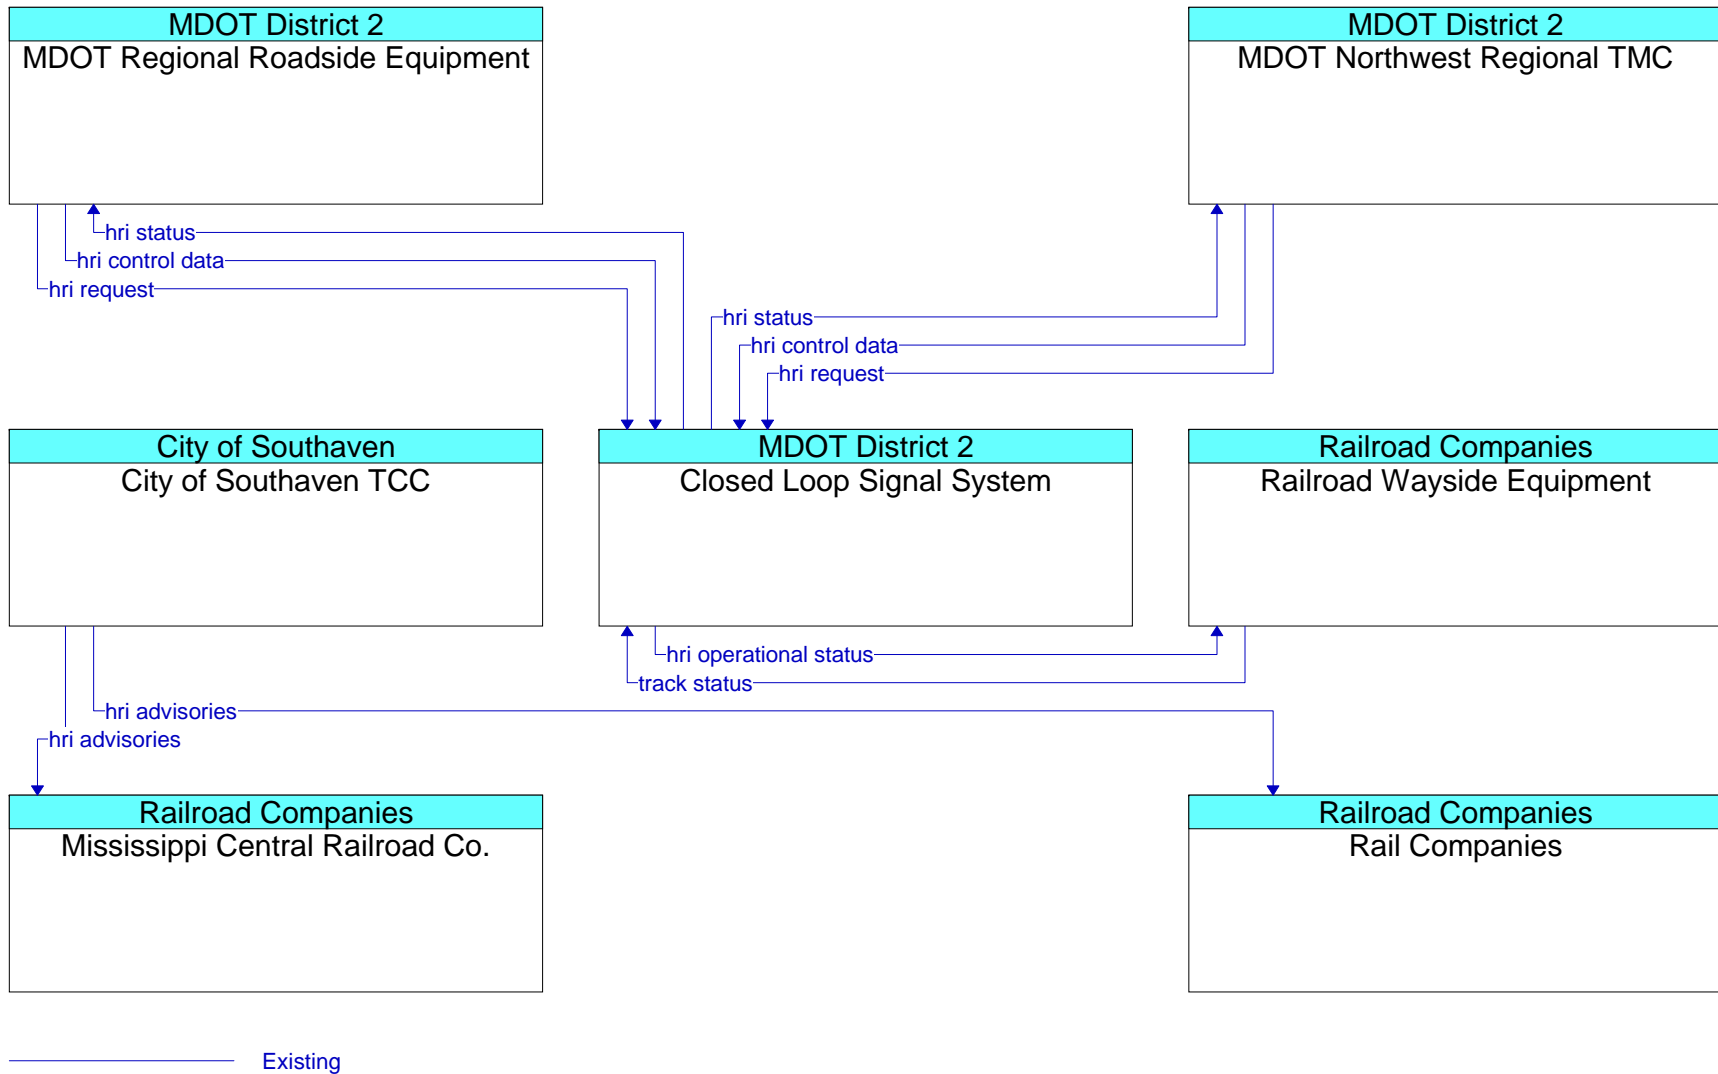 MDOT District 2
MDOT Regional Roadside Equipment
MDOT District 2
MDOT Northwest Regional TMC
hri status
hri control data
hri request
hri status
hri control data
hri request
City of Southaven
City of Southaven TCC
MDOT District 2
Closed Loop Signal System
Railroad Companies
Railroad Wayside Equipment
hri operational status
track status
hri advisories
hri advisories
Railroad Companies
Mississippi Central Railroad Co.
Railroad Companies
Rail Companies
Existing